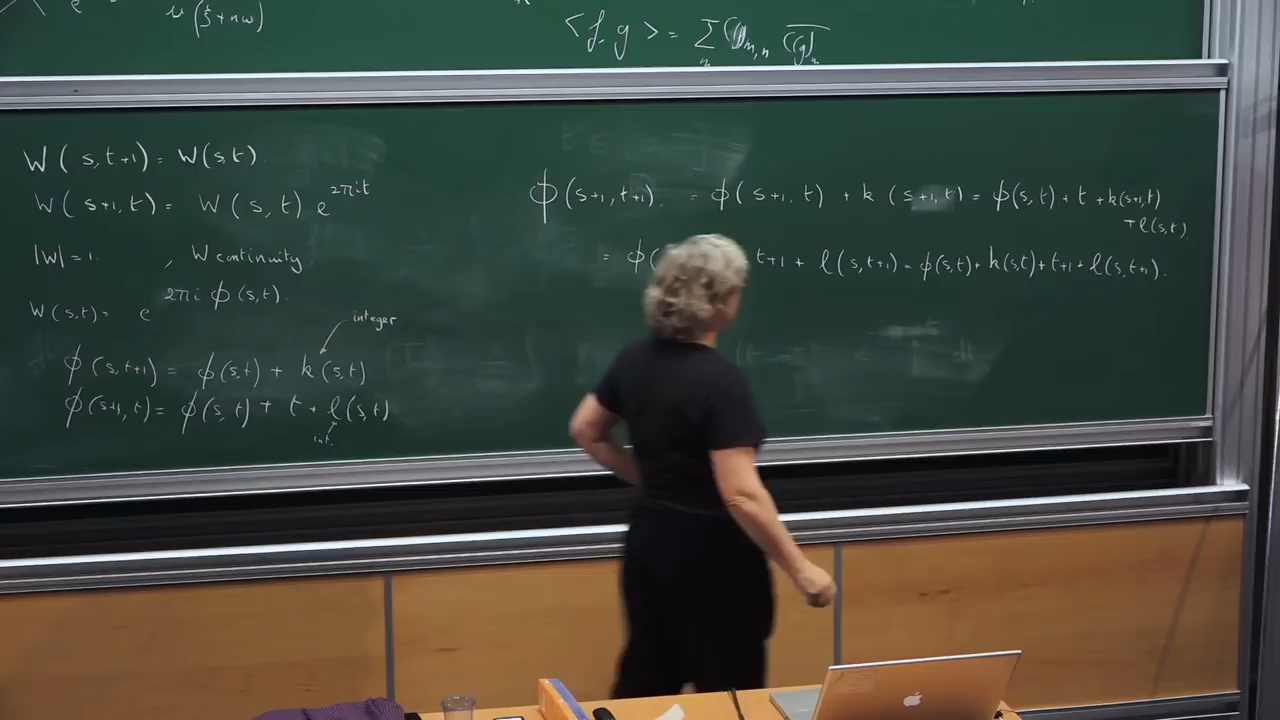 ν(ξ+nω)
<f, g> = Σ_n
W(s,t+1) = W(s,t).
W(s+1,t) = W(s,t) e^{2πit}
|W|=1. , W continuity
W(s,t) = e^{2πi ϕ(s,t)}.
integer
ϕ(s,t+1) = ϕ(s,t) + k(s,t)
ϕ(s+1,t) = ϕ(s,t) + t + ℓ(s,t)
int.
ϕ(s+1,t+1). = ϕ(s+1,t) + k(s+1,t) = ϕ(s,t) + t + k(s+1,t)
+ℓ(s,t).
= ϕ( t+1 + ℓ(s,t+1) = ϕ(s,t)+ k(s,t)+t+1+ ℓ(s,t+1).